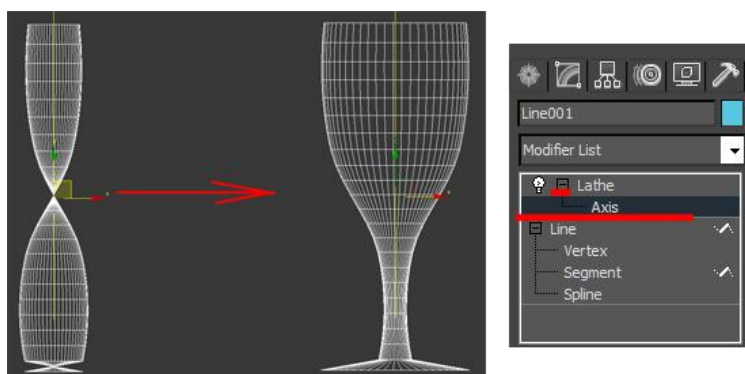 Line001
Modifier List
Lathe
Axis
Line
Vertex
Segment
Spline